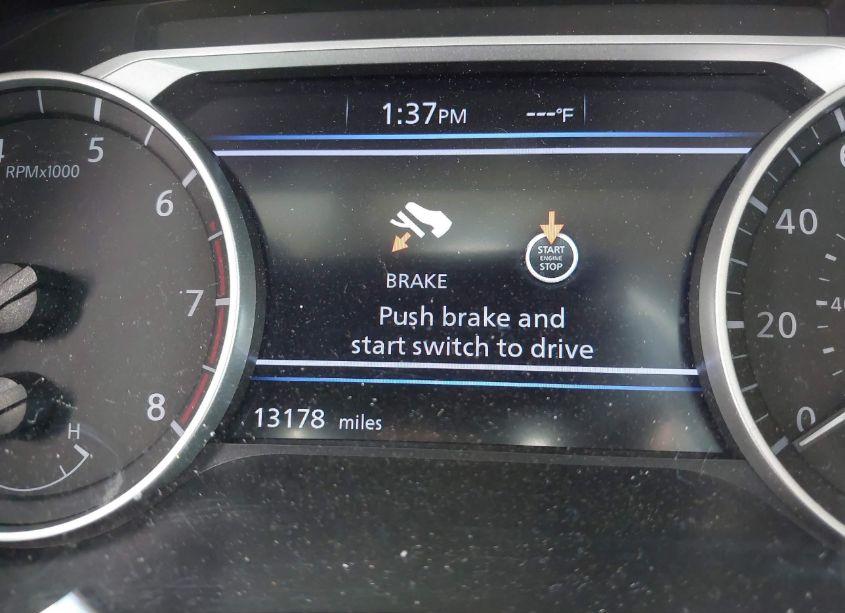 1:37PM ---°F
5
RPMx1000
6
7
8
H
BRAKE
START
ENGINE
STOP
Push brake and
start switch to drive
13178 miles
40
20
40
0